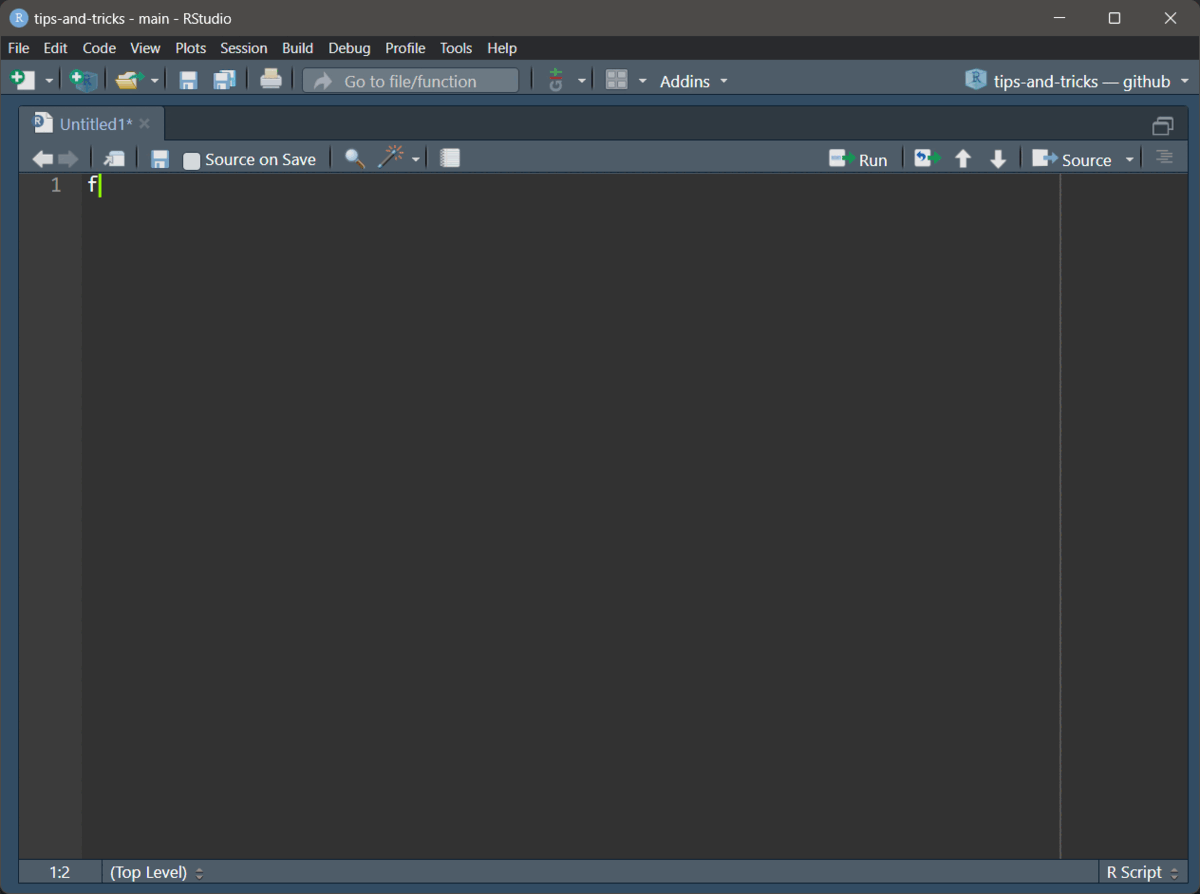 tips-and-tricks - main - RStudio
File Edit Code View Plots Session Build Debug Profile Tools Help
Go to file/function Addins tips-and-tricks — github
Untitled1*
Source on Save Run Source
1 f
1:2 (Top Level) R Script